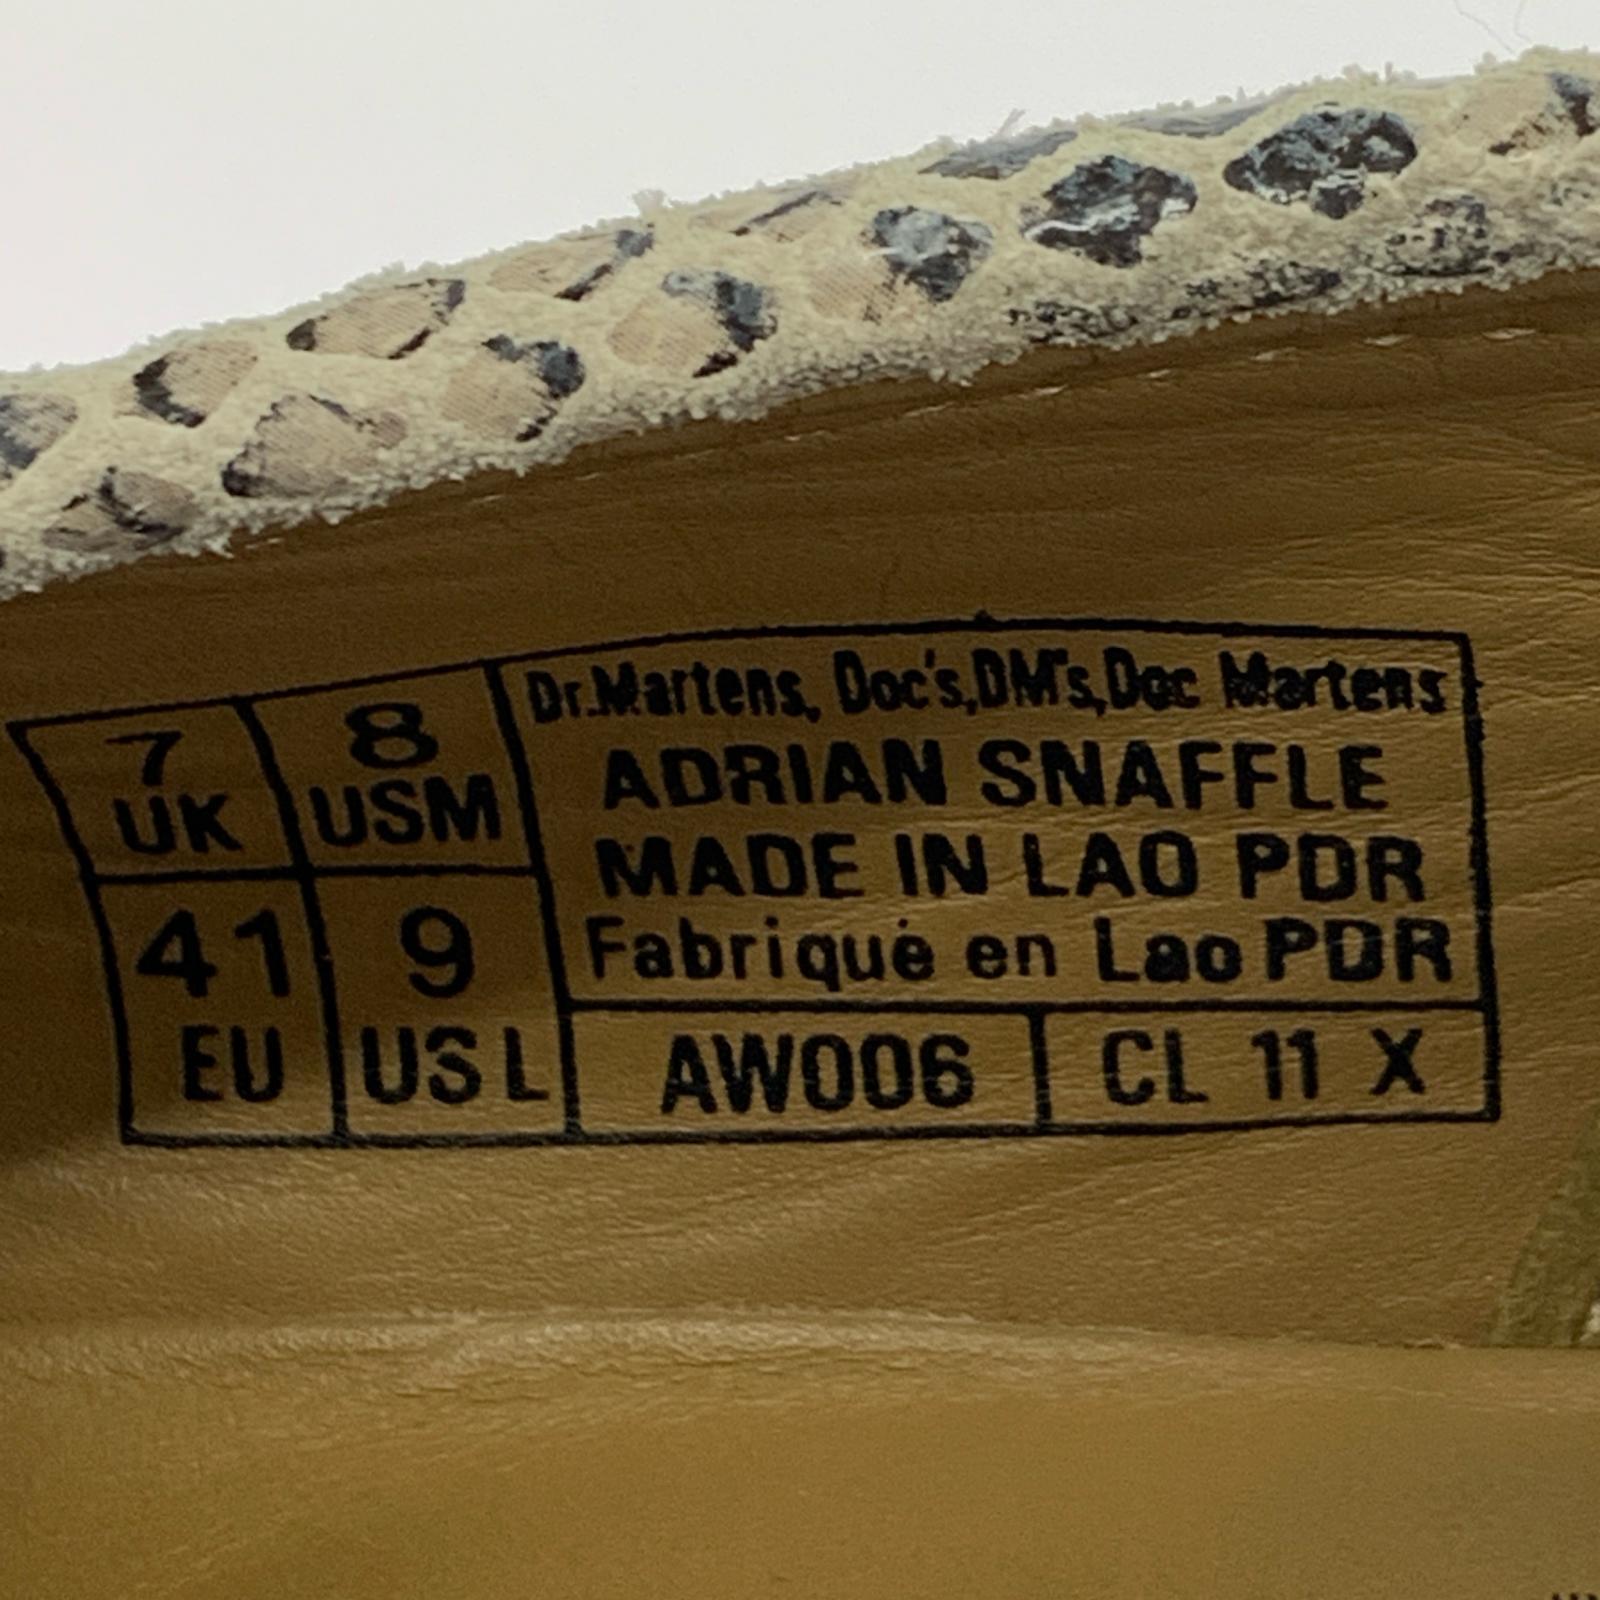 7 UK
8 USM
41 EU
9 US L
Dr.Martens, Doc's,DM's,Doc Martens
ADRIAN SNAFFLE
MADE IN LAO PDR
Fabriqué en Lao PDR
AW006
CL 11 X